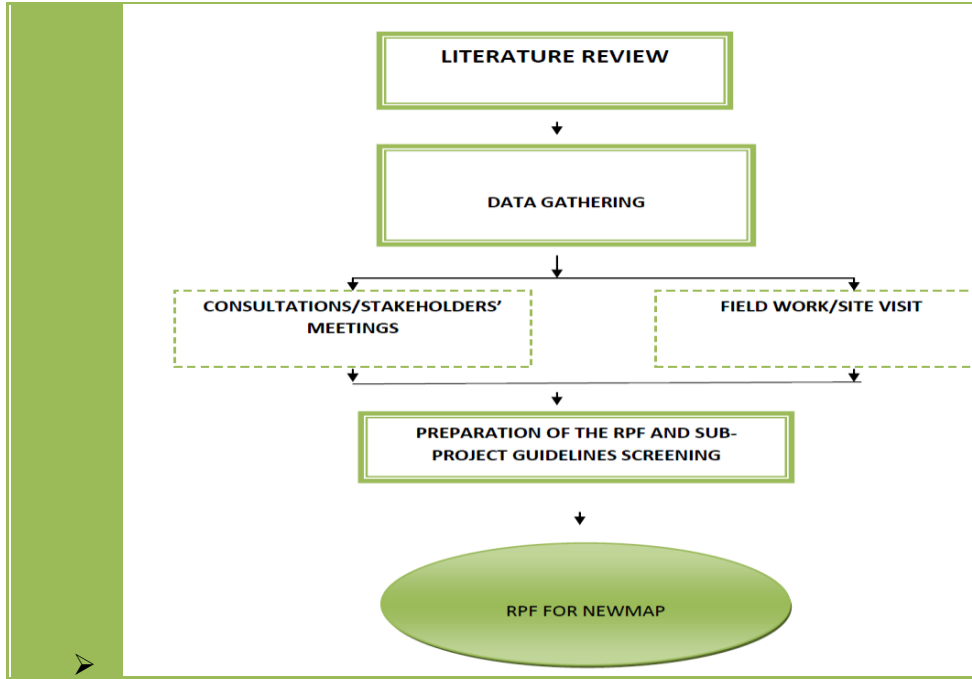 LITERATURE REVIEW
DATA GATHERING
CONSULTATIONS/STAKEHOLDERS’
MEETINGS
FIELD WORK/SITE VISIT
PREPARATION OF THE RPF AND SUB-
PROJECT GUIDELINES SCREENING
RPF FOR NEWMAP